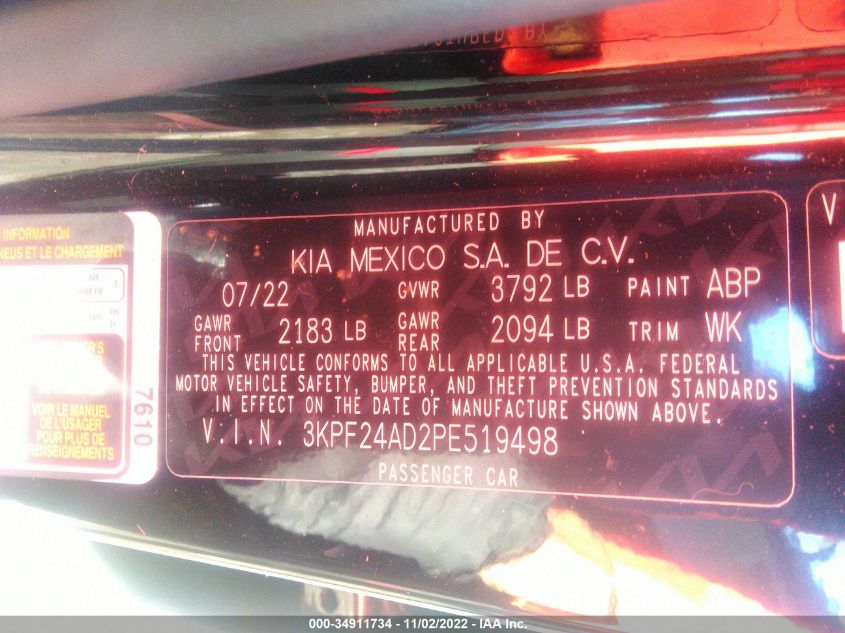 MANUFACTURED BY
KIA MEXICO S.A. DE C.V.
07/22 GVWR 3792 LB PAINT ABP
GAWR FRONT 2183 LB GAWR REAR 2094 LB TRIM WK
THIS VEHICLE CONFORMS TO ALL APPLICABLE U.S.A. FEDERAL
MOTOR VEHICLE SAFETY, BUMPER, AND THEFT PREVENTION STANDARDS
IN EFFECT ON THE DATE OF MANUFACTURE SHOWN ABOVE.
V.I.N. 3KPF24AD2PE519498
PASSENGER CAR
INFORMATION
NEUS ET LE CHARGEMENT
VOIR LE MANUEL
DE L'USAGER
POUR PLUS DE
RENSEIGNEMENTS
7610
V
000-34911734 - 11/02/2022 - IAA Inc.